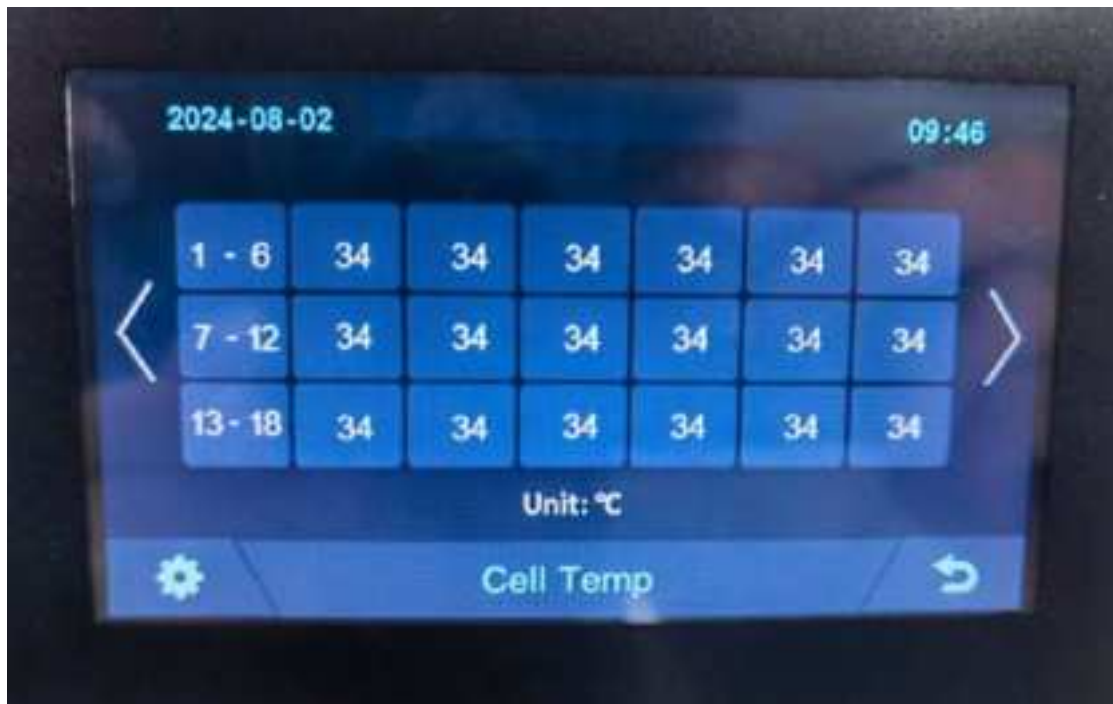 2024-08-02 09:46
1 - 6 34 34 34 34 34 34
7 - 12 34 34 34 34 34 34
13 - 18 34 34 34 34 34 34
Unit: ℃
Cell Temp